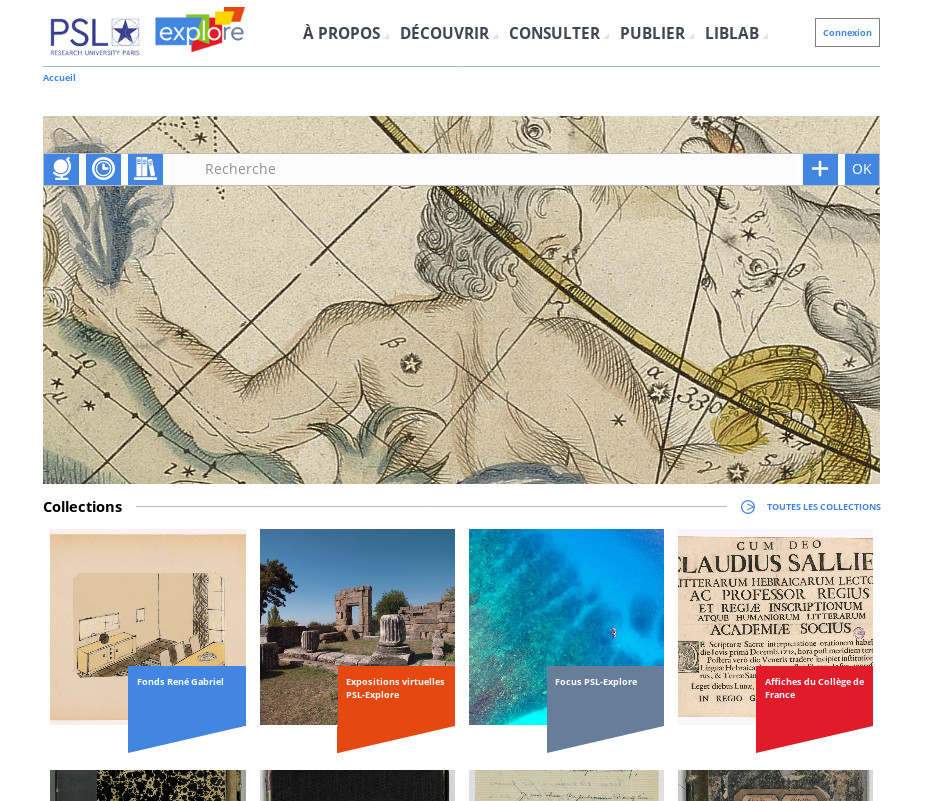 PSL
RESEARCH UNIVERSITY PARIS
explore
À PROPOS
DÉCOUVRIR
CONSULTER
PUBLIER
LIBLAB
Connexion
Accueil
Recherche
OK
β
α
330
10
Collections
TOUTES LES COLLECTIONS
Fonds René Gabriel
Expositions virtuelles
PSL-Explore
Focus PSL-Explore
CUM DEO
CLAUDIUS SALLIE
LITTERARUM HEBRAICARUM LECTO
AC PROFESSOR REGIUS
ET REGIÆ INSCRIPTIONUM
ATQUE HUMANIORUM LITTERARUM
ACADEMIÆ SOCIUS
Affiches du Collège de
France